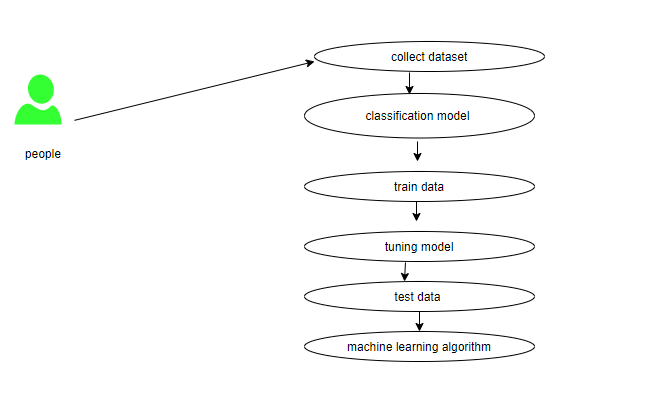 collect dataset
classification model
people
train data
tuning model
test data
machine learning algorithm